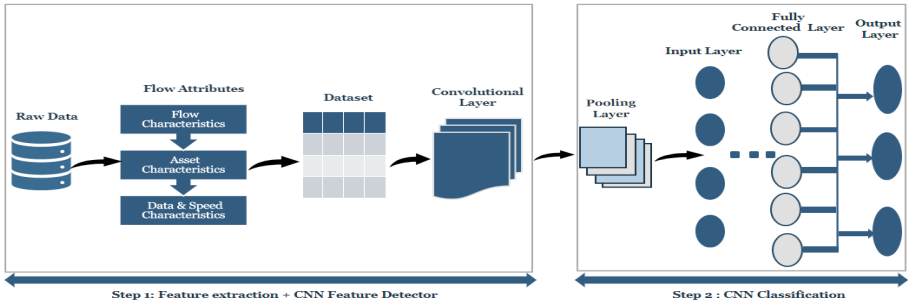 Raw Data
Flow Attributes
Flow
Characteristics
Asset
Characteristics
Data & Speed
Characteristics
Dataset
Convolutional
Layer
Step 1: Feature extraction + CNN Feature Detector
Pooling
Layer
Input Layer
Fully
Connected Layer
Output
Layer
Step 2 : CNN Classification